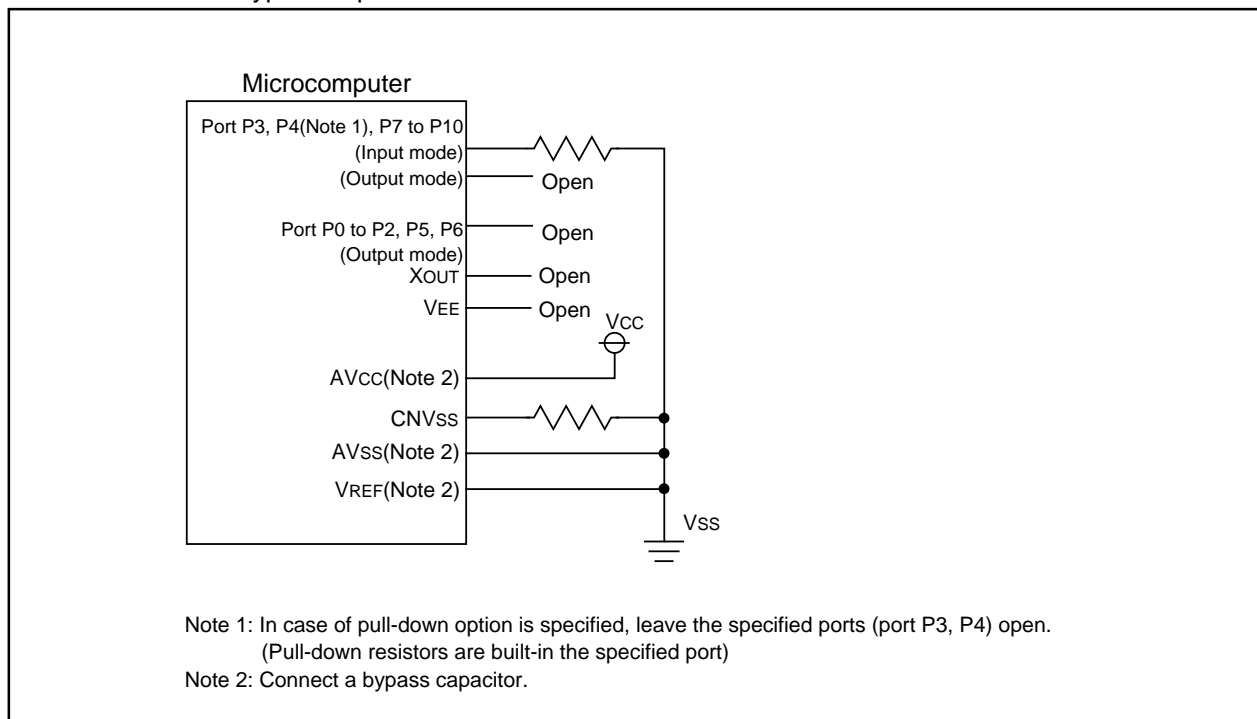 Microcomputer
Port P3, P4(Note 1), P7 to P10
(Input mode)
(Output mode)
Open
Port P0 to P2, P5, P6
Open
(Output mode)
XOUT
Open
VEE
Open
VCC
AVCC(Note 2)
CNVSS
AVSS(Note 2)
VREF(Note 2)
VSS
Note 1: In case of pull-down option is specified, leave the specified ports (port P3, P4) open.
(Pull-down resistors are built-in the specified port)
Note 2: Connect a bypass capacitor.